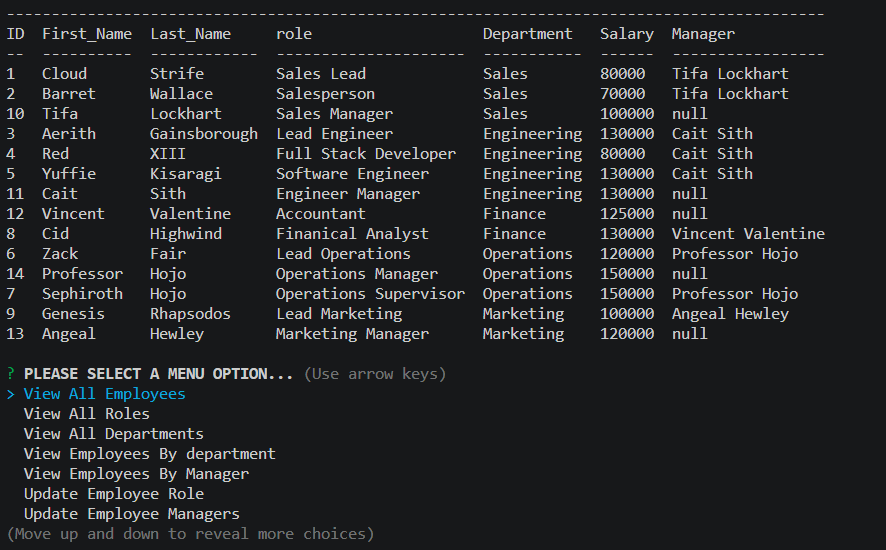 -------------------------------------------------------------------------------------------
ID  First_Name  Last_Name     role                   Department   Salary  Manager
--  ----------  ------------  ---------------------  -----------  ------  -----------------
1   Cloud       Strife        Sales Lead             Sales        80000   Tifa Lockhart
2   Barret      Wallace       Salesperson            Sales        70000   Tifa Lockhart
10  Tifa        Lockhart      Sales Manager          Sales        100000  null
3   Aerith      Gainsborough  Lead Engineer          Engineering  130000  Cait Sith
4   Red         XIII          Full Stack Developer   Engineering  80000   Cait Sith
5   Yuffie      Kisaragi      Software Engineer      Engineering  130000  Cait Sith
11  Cait        Sith          Engineer Manager       Engineering  130000  null
12  Vincent     Valentine     Accountant             Finance      125000  null
8   Cid         Highwind      Finanical Analyst      Finance      130000  Vincent Valentine
6   Zack        Fair          Lead Operations        Operations   120000  Professor Hojo
14  Professor   Hojo          Operations Manager     Operations   150000  null
7   Sephiroth   Hojo          Operations Supervisor  Operations   150000  Professor Hojo
9   Genesis     Rhapsodos     Lead Marketing         Marketing    100000  Angeal Hewley
13  Angeal      Hewley        Marketing Manager      Marketing    120000  null
? PLEASE SELECT A MENU OPTION... (Use arrow keys)
> View All Employees
  View All Roles
  View All Departments
  View Employees By department
  View Employees By Manager
  Update Employee Role
  Update Employee Managers
(Move up and down to reveal more choices)